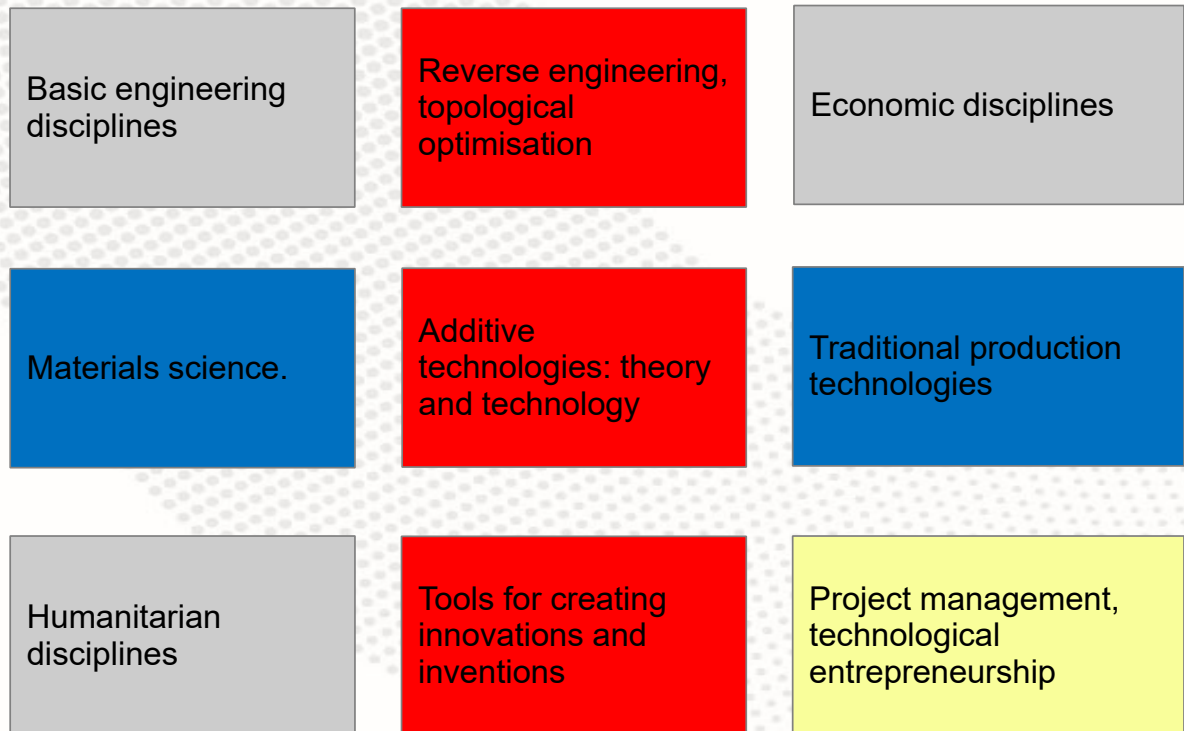 Basic engineering
disciplines
Reverse engineering,
topological
optimisation
Economic disciplines
Materials science.
Additive
technologies: theory
and technology
Traditional production
technologies
Humanitarian
disciplines
Tools for creating
innovations and
inventions
Project management,
technological
entrepreneurship